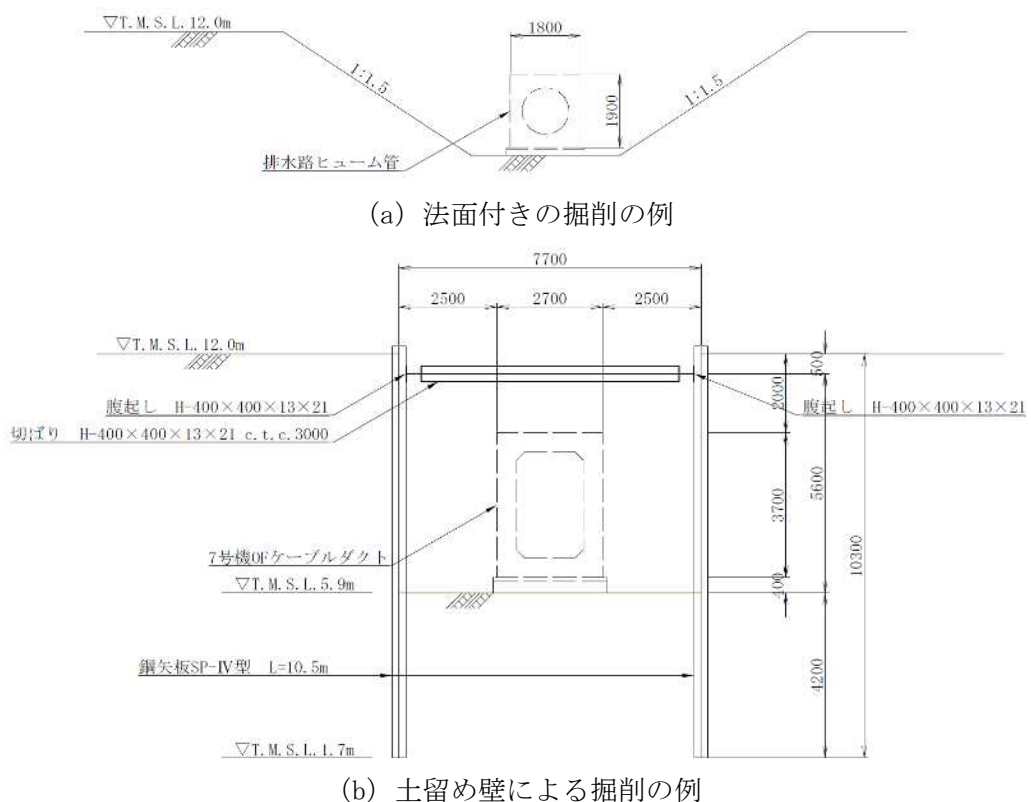 ▽T.M.S.L.12.0m
1800
1:1.5
1:1.5
1900
排水路ヒューム管
(a) 法面付きの掘削の例
7700
2500
2700
2500
▽T.M.S.L.12.0m
500
2000
腹起し H-400×400×13×21
腹起し H-400×400×13×21
切ばり H-400×400×13×21 c.t.c.3000
3700
5600
10300
7号機OFケーブルダクト
▽T.M.S.L.5.9m
400
鋼矢板SP-Ⅳ型 L=10.5m
4200
▽T.M.S.L.1.7m
(b) 土留め壁による掘削の例